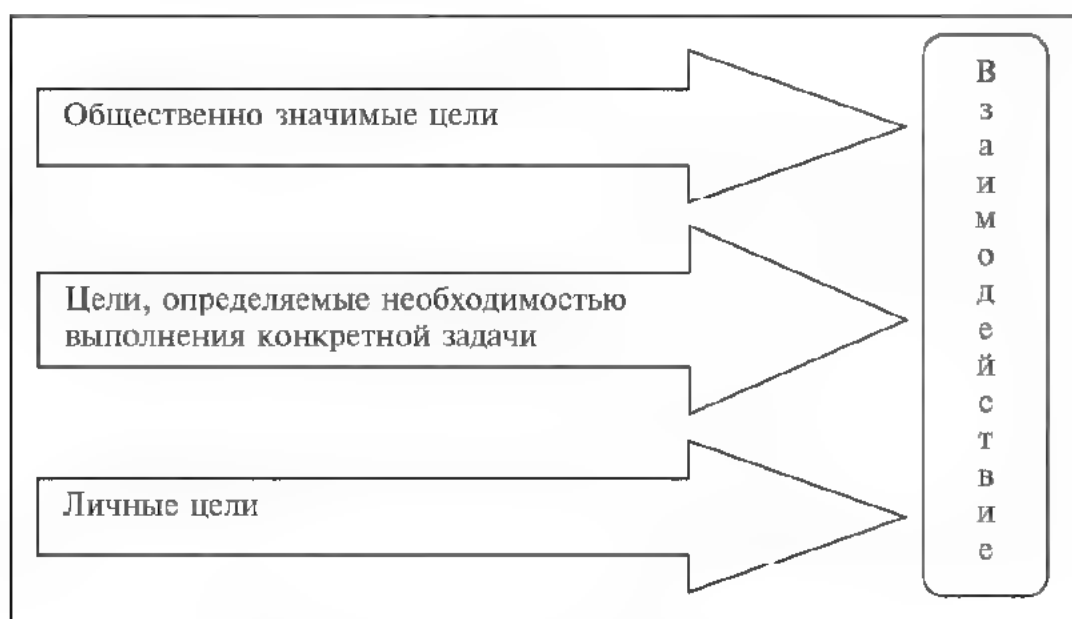 Общественно значимые цели
Цели, определяемые необходимостью
выполнения конкретной задачи
Личные цели
В
з
а
и
м
о
д
е
й
с
т
в
и
е